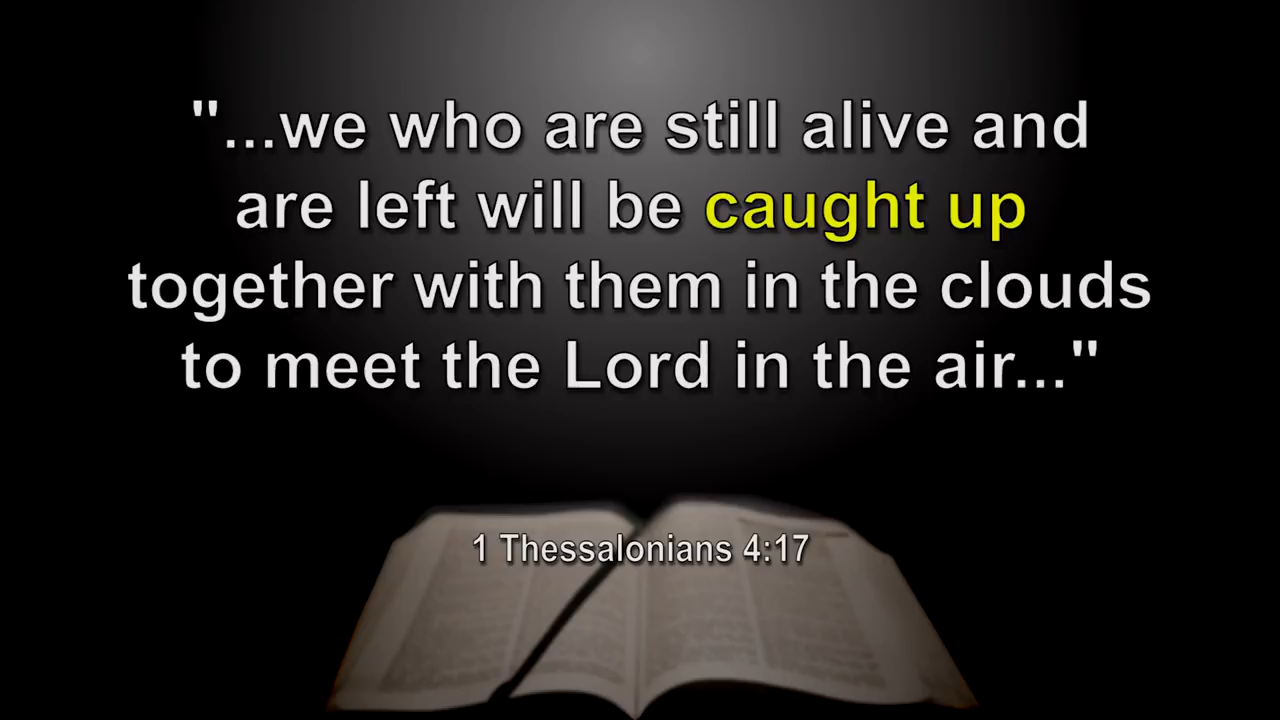 "...we who are still alive and
are left will be caught up
together with them in the clouds
to meet the Lord in the air..."
1 Thessalonians 4:17